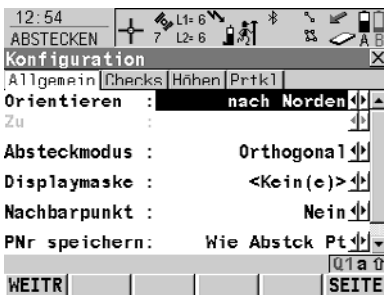 12:54
ABSTECKEN
7
L1= 6
L2= 6
A B
Konfiguration
Allgemein Checks Höhen Prtkl
Orientieren : nach Norden
Zu :
Absteckmodus : Orthogonal
Displaymaske : <Kein(e)>
Nachbarpunkt : Nein
PNr speichern: Wie Abstck Pt
Q1 a
WEITR SEITE